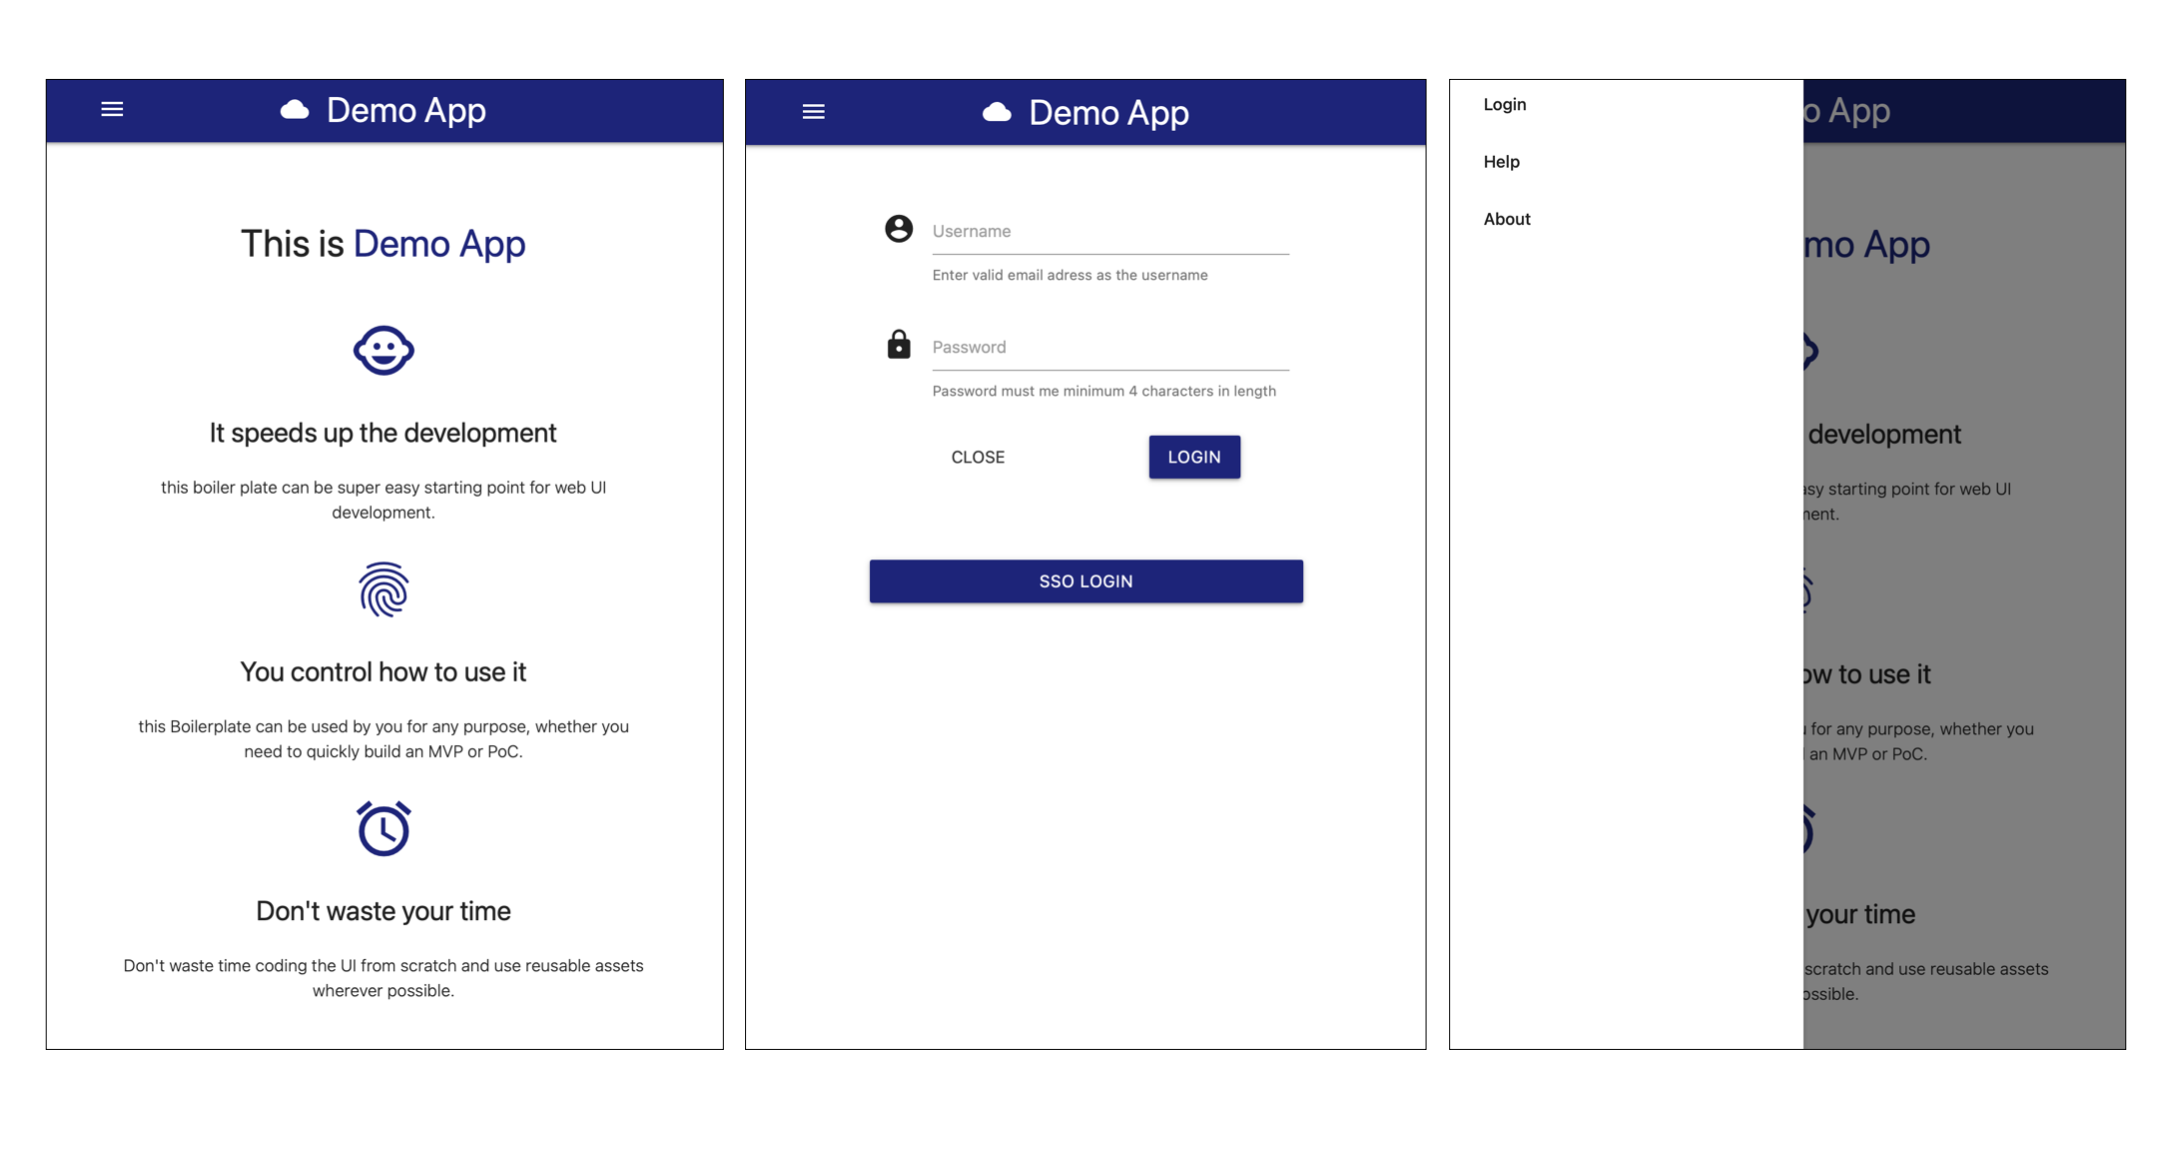 Demo App
This is Demo App
It speeds up the development
this boiler plate can be super easy starting point for web UI
development.
You control how to use it
this Boilerplate can be used by you for any purpose, whether you
need to quickly build an MVP or PoC.
Don't waste your time
Don't waste time coding the UI from scratch and use reusable assets
wherever possible.
Demo App
Username
Enter valid email adress as the username
Password
Password must me minimum 4 characters in length
CLOSE
LOGIN
SSO LOGIN
Login
Help
About
o App
mo App
development
asy starting point for web UI
nent.
ow to use it
for any purpose, whether you
an MVP or PoC.
your time
scratch and use reusable assets
ossible.